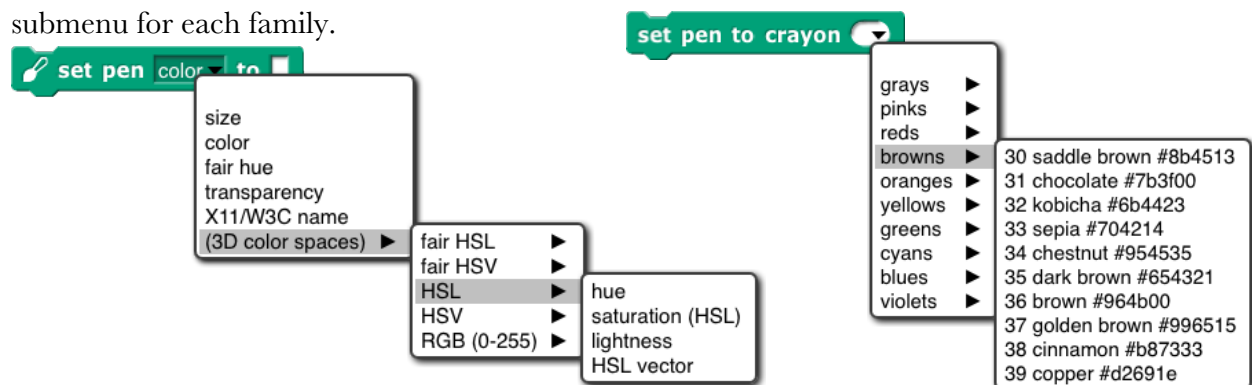 submenu for each family.
set pen color to
size
color
fair hue
transparency
X11/W3C name
(3D color spaces) ►
fair HSL ►
fair HSV ►
HSL ►
HSV ►
RGB (0-255) ►
hue
saturation (HSL)
lightness
HSL vector
set pen to crayon
grays ►
pinks ►
reds ►
browns ►
oranges ►
yellows ►
greens ►
cyans ►
blues ►
violets ►
30 saddle brown #8b4513
31 chocolate #7b3f00
32 kobicha #6b4423
33 sepia #704214
34 chestnut #954535
35 dark brown #654321
36 brown #964b00
37 golden brown #996515
38 cinnamon #b87333
39 copper #d2691e